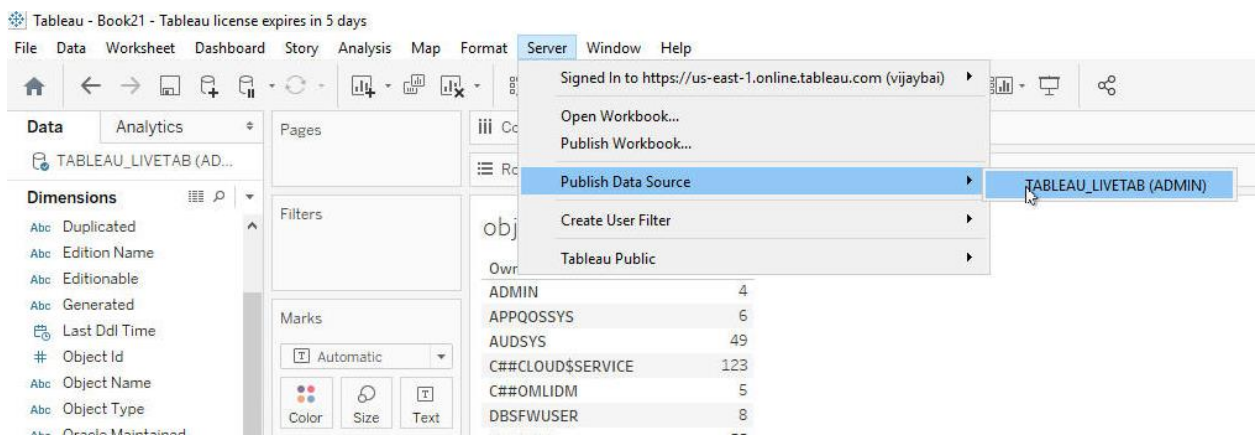 Tableau - Book21 - Tableau license expires in 5 days
File Data Worksheet Dashboard Story Analysis Map Format Server Window Help
Signed In to https://us-east-1.online.tableau.com (vijaybai)
Open Workbook...
Publish Workbook...
Publish Data Source
TABLEAU_LIVETAB (ADMIN)
Create User Filter
Tableau Public
Data Analytics
TABLEAU_LIVETAB (AD...
Dimensions
Abc Duplicated
Abc Edition Name
Abc Editionable
Abc Generated
Last Ddl Time
# Object Id
Abc Object Name
Abc Object Type
Pages
Filters
Marks
Automatic
Color Size Text
ADMIN 4
APPQOSSYS 6
AUDSYS 49
C##CLOUD$SERVICE 123
C##OMLIDM 5
DBSFWUSER 8